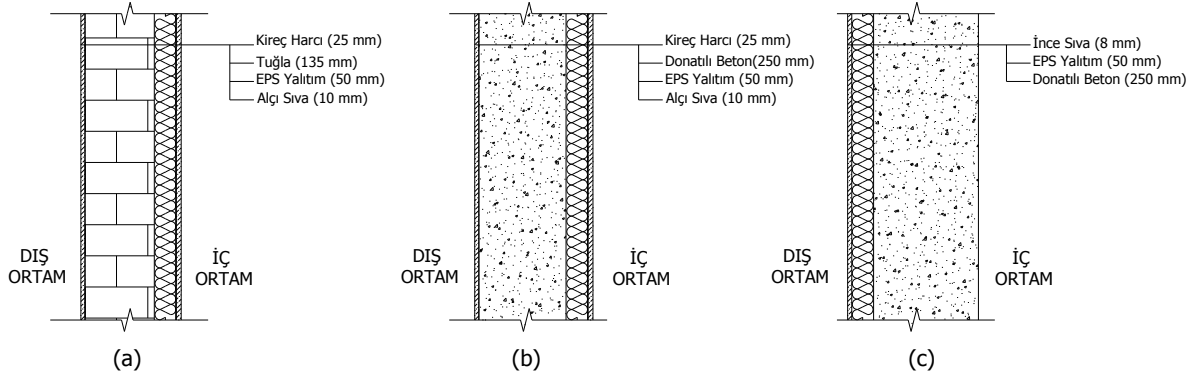 Kireç Harcı (25 mm)
Tuğla (135 mm)
EPS Yalıtım (50 mm)
Alçı Sıva (10 mm)
DIŞ
ORTAM
İÇ
ORTAM
(a)
Kireç Harcı (25 mm)
Donatılı Beton(250 mm)
EPS Yalıtım (50 mm)
Alçı Sıva (10 mm)
DIŞ
ORTAM
İÇ
ORTAM
(b)
İnce Sıva (8 mm)
EPS Yalıtım (50 mm)
Donatılı Beton (250 mm)
DIŞ
ORTAM
İÇ
ORTAM
(c)